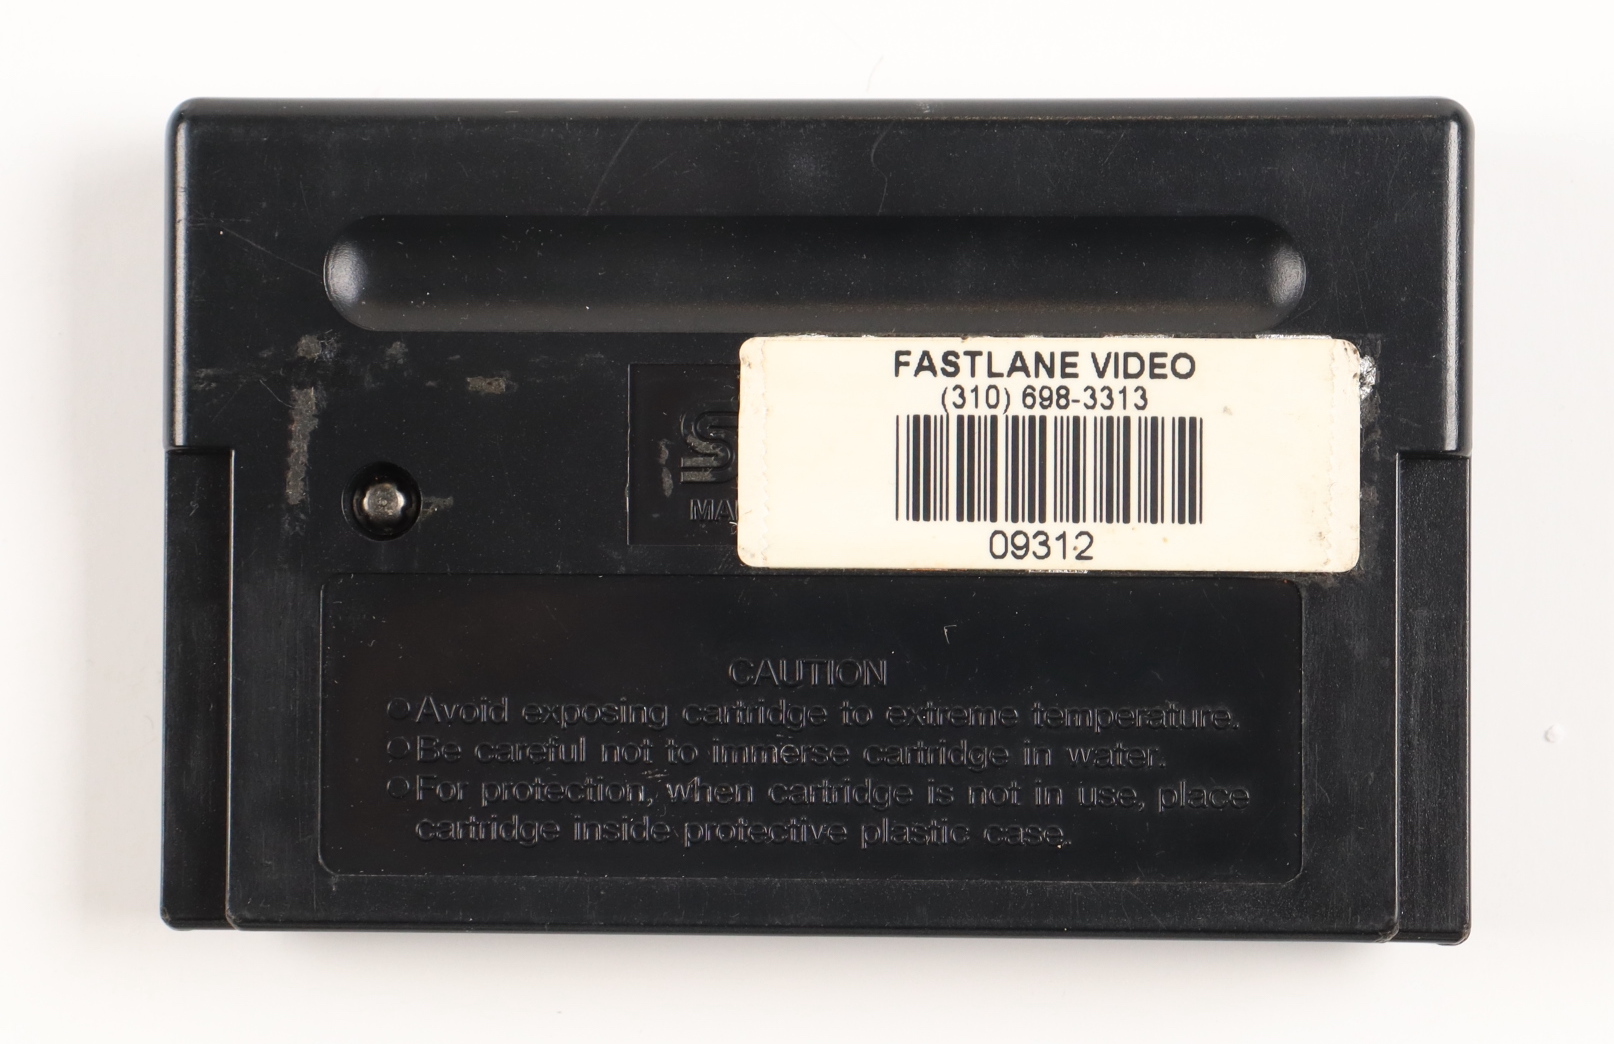 FASTLANE VIDEO
(310) 698-3313
09312
CAUTION
○Avoid exposing cartridge to extreme temperature.
○Be careful not to immerse cartridge in water.
○For protection, when cartridge is not in use, place
cartridge inside protective plastic case.